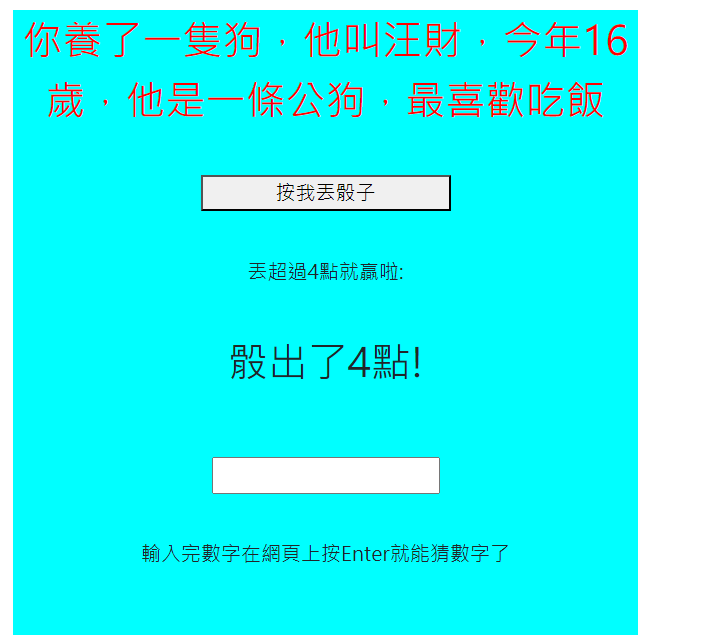 你養了一隻狗，他叫汪財，今年16
歲，他是一條公狗，最喜歡吃飯
按我丟骰子
丟超過4點就贏啦:
骰出了4點!
輸入完數字在網頁上按Enter就能猜數字了